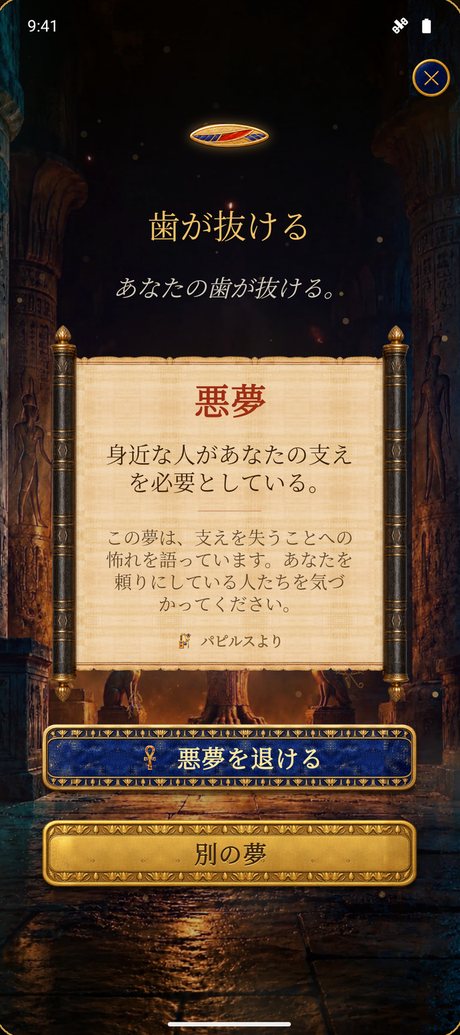 9:41
歯が抜ける
あなたの歯が抜ける。
悪夢
身近な人があなたの支え
を必要としている。
この夢は、支えを失うことへの
怖れを語っています。あなたを
頼りにしている人たちを気づ
かってください。
パピルスより
悪夢を退ける
別の夢